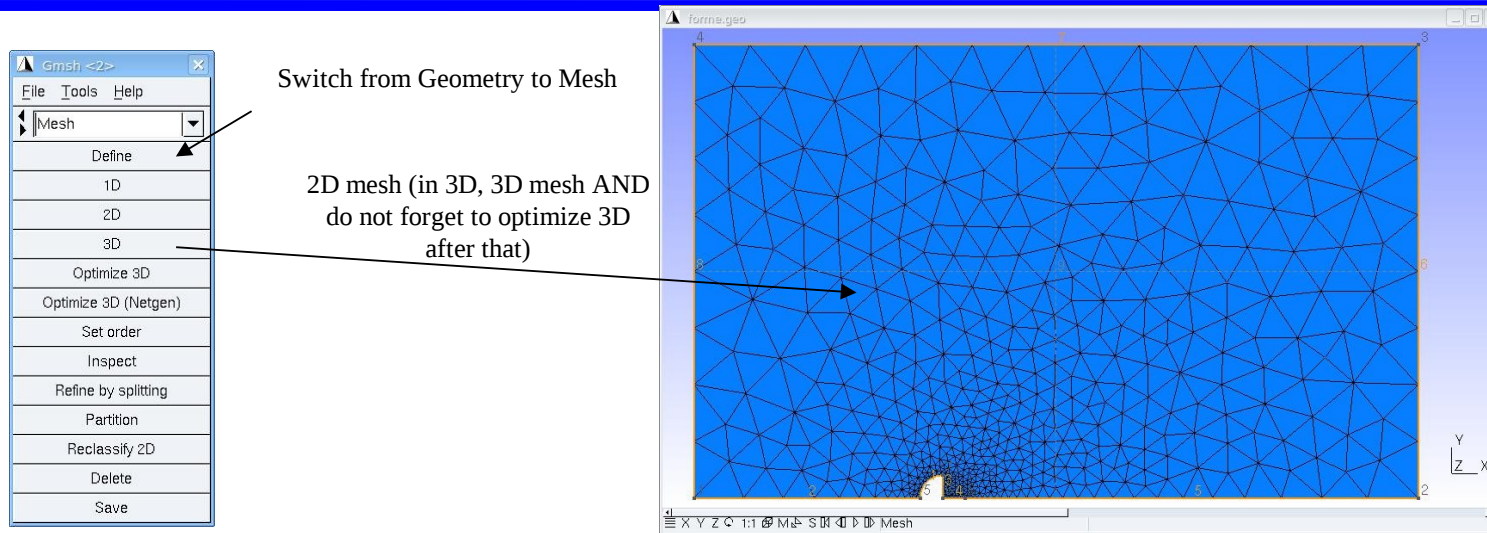 Gmsh <2>
File Tools Help
Mesh
Define
1D
2D
3D
Optimize 3D
Optimize 3D (Netgen)
Set order
Inspect
Refine by splitting
Partition
Reclassify 2D
Delete
Save
Switch from Geometry to Mesh
2D mesh (in 3D, 3D mesh AND
do not forget to optimize 3D
after that)
forme.geo
4 7 3
8 6
2 5 4 5 2
Y
Z X
X Y Z 1:1 M S Mesh